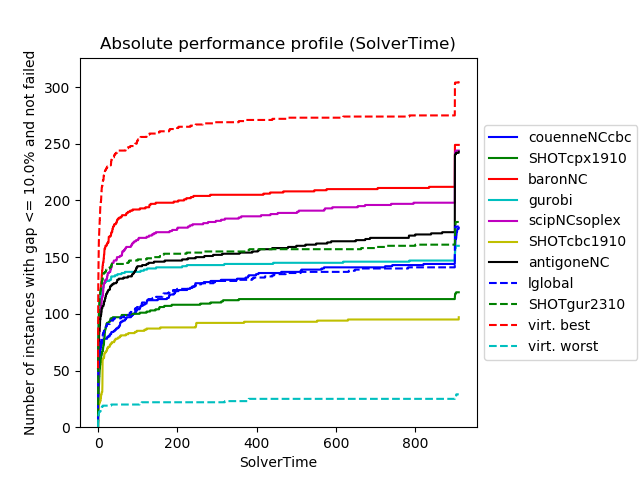 Absolute performance profile (SolverTime)
Number of instances with gap <= 10.0% and not failed
300
250
200
150
100
50
0
0 200 400 600 800
SolverTime
couenneNCcbc
SHOTcpx1910
baronNC
gurobi
scipNCsoplex
SHOTcbc1910
antigoneNC
lglobal
SHOTgur2310
virt. best
virt. worst